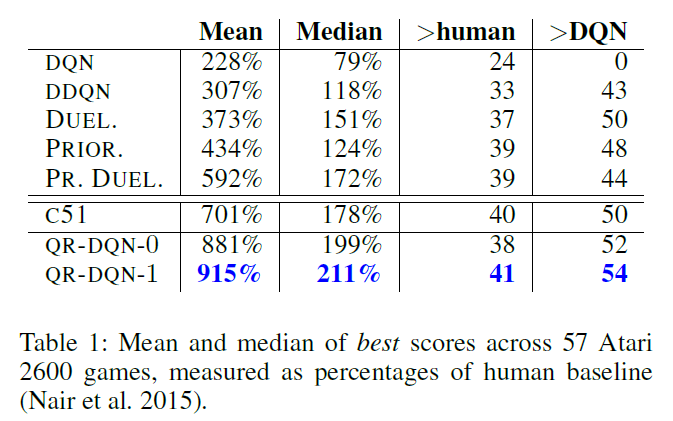 Mean Median >human >DQN
DQN 228% 79% 24 0
DDQN 307% 118% 33 43
DUEL. 373% 151% 37 50
PRIOR. 434% 124% 39 48
PR. DUEL. 592% 172% 39 44
C51 701% 178% 40 50
QR-DQN-0 881% 199% 38 52
QR-DQN-1 915% 211% 41 54
Table 1: Mean and median of best scores across 57 Atari
2600 games, measured as percentages of human baseline
(Nair et al. 2015).